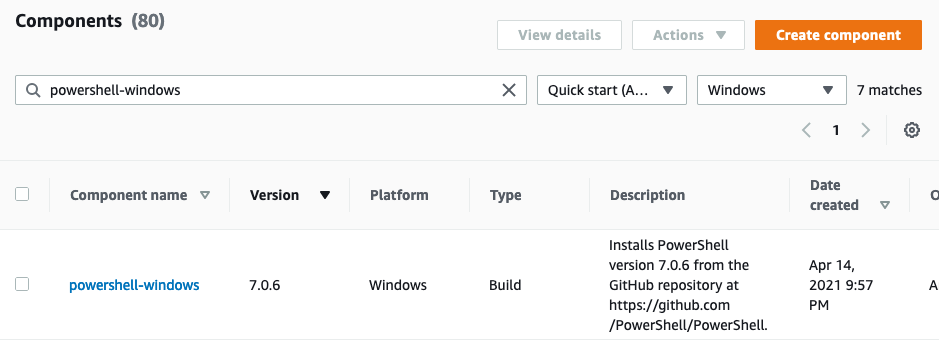 Components (80)
View details
Actions
Create component
powershell-windows
Quick start (A...
Windows
7 matches
1
Component name
Version
Platform
Type
Description
Date
created
O
powershell-windows
7.0.6
Windows
Build
Installs PowerShell
version 7.0.6 from the
GitHub repository at
https://github.com
/PowerShell/PowerShell.
Apr 14,
2021 9:57
PM
A